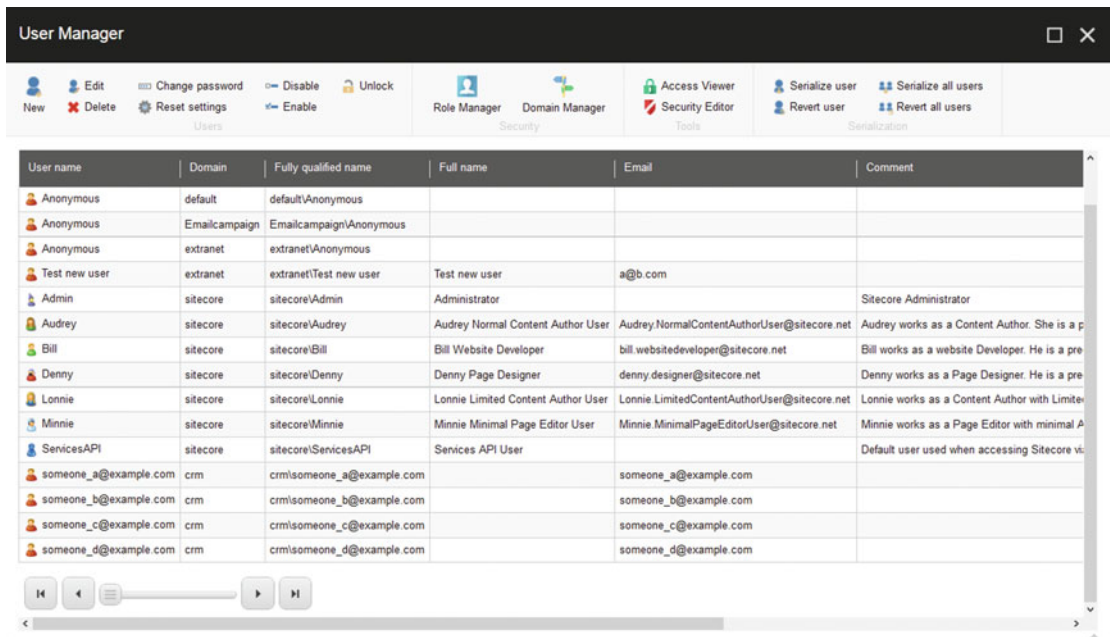 User Manager
New
Edit
Delete
Change password
Reset settings
Disable
Enable
Unlock
Users
Role Manager
Domain Manager
Security
Access Viewer
Security Editor
Tools
Serialize user
Revert user
Serialize all users
Revert all users
Serialization
User name Domain Fully qualified name Full name Email Comment
Anonymous default default\Anonymous
Anonymous Emailcampaign Emailcampaign\Anonymous
Anonymous extranet extranet\Anonymous
Test new user extranet extranet\Test new user Test new user a@b.com
Admin sitecore sitecore\Admin Administrator Sitecore Administrator
Audrey sitecore sitecore\Audrey Audrey Normal Content Author User Audrey.NormalContentAuthorUser@sitecore.net Audrey works as a Content Author. She is a p
Bill sitecore sitecore\Bill Bill Website Developer bill.websitedeveloper@sitecore.net Bill works as a website Developer. He is a pre
Denny sitecore sitecore\Denny Denny Page Designer denny.designer@sitecore.net Denny works as a Page Designer. He is a pre
Lonnie sitecore sitecore\Lonnie Lonnie Limited Content Author User Lonnie.LimitedContentAuthorUser@sitecore.net Lonnie works as a Content Author with Limite
Minnie sitecore sitecore\Minnie Minnie Minimal Page Editor User Minnie.MinimalPageEditorUser@sitecore.net Minnie works as a Page Editor with minimal A
ServicesAPI sitecore sitecore\ServicesAPI Services API User Default user used when accessing Sitecore vi
someone_a@example.com crm crm\someone_a@example.com someone_a@example.com
someone_b@example.com crm crm\someone_b@example.com someone_b@example.com
someone_c@example.com crm crm\someone_c@example.com someone_c@example.com
someone_d@example.com crm crm\someone_d@example.com someone_d@example.com